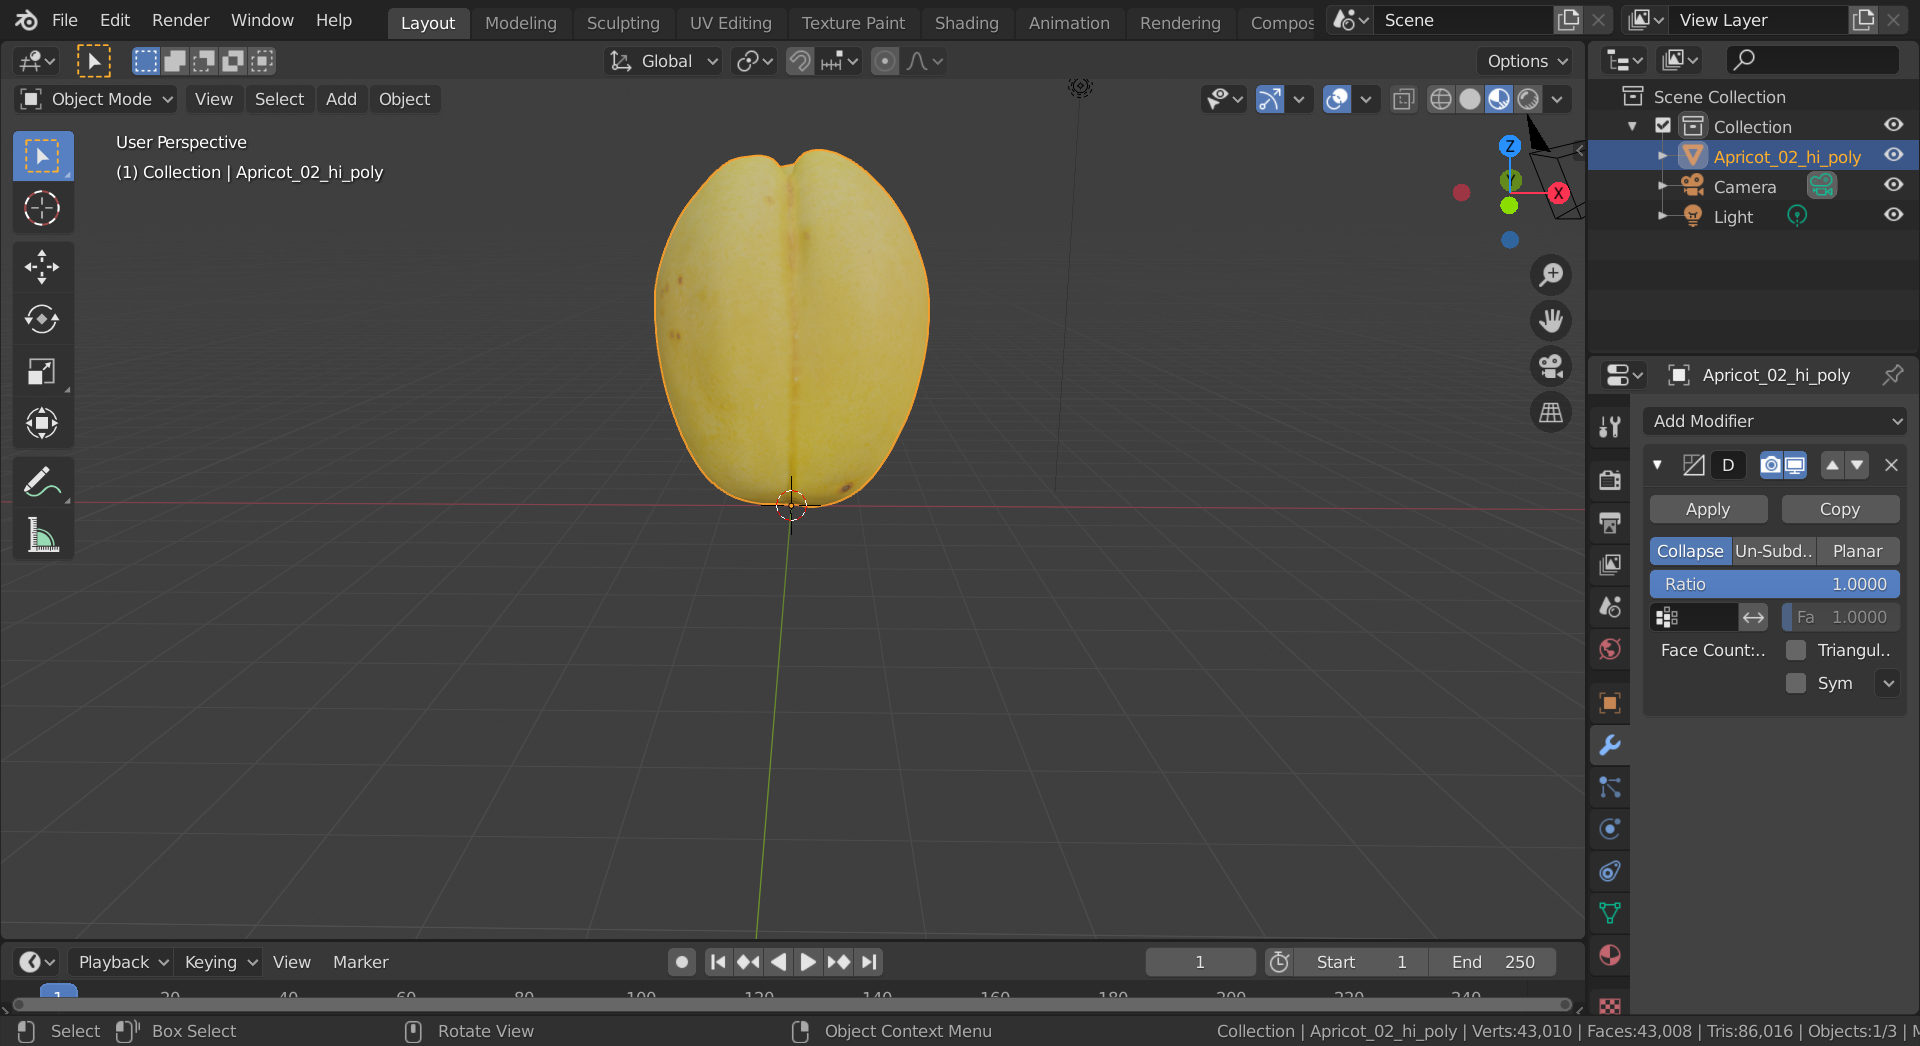 File Edit Render Window Help Layout Modeling Sculpting UV Editing Texture Paint Shading Animation Rendering Compos Scene View Layer
Global Options
Object Mode View Select Add Object
User Perspective
(1) Collection | Apricot_02_hi_poly
Z
Y
X
Scene Collection
Collection
Apricot_02_hi_poly
Camera
Light
Apricot_02_hi_poly
Add Modifier
D
Apply Copy
Collapse Un-Subd.. Planar
Ratio 1.0000
Fa 1.0000
Face Count:.. Triangul..
Sym
Playback Keying View Marker 1 Start 1 End 250
1 20 40 60 80 100 120 140 160 180 200 220 240
Select Box Select Rotate View Object Context Menu Collection | Apricot_02_hi_poly | Verts:43,010 | Faces:43,008 | Tris:86,016 | Objects:1/3 |